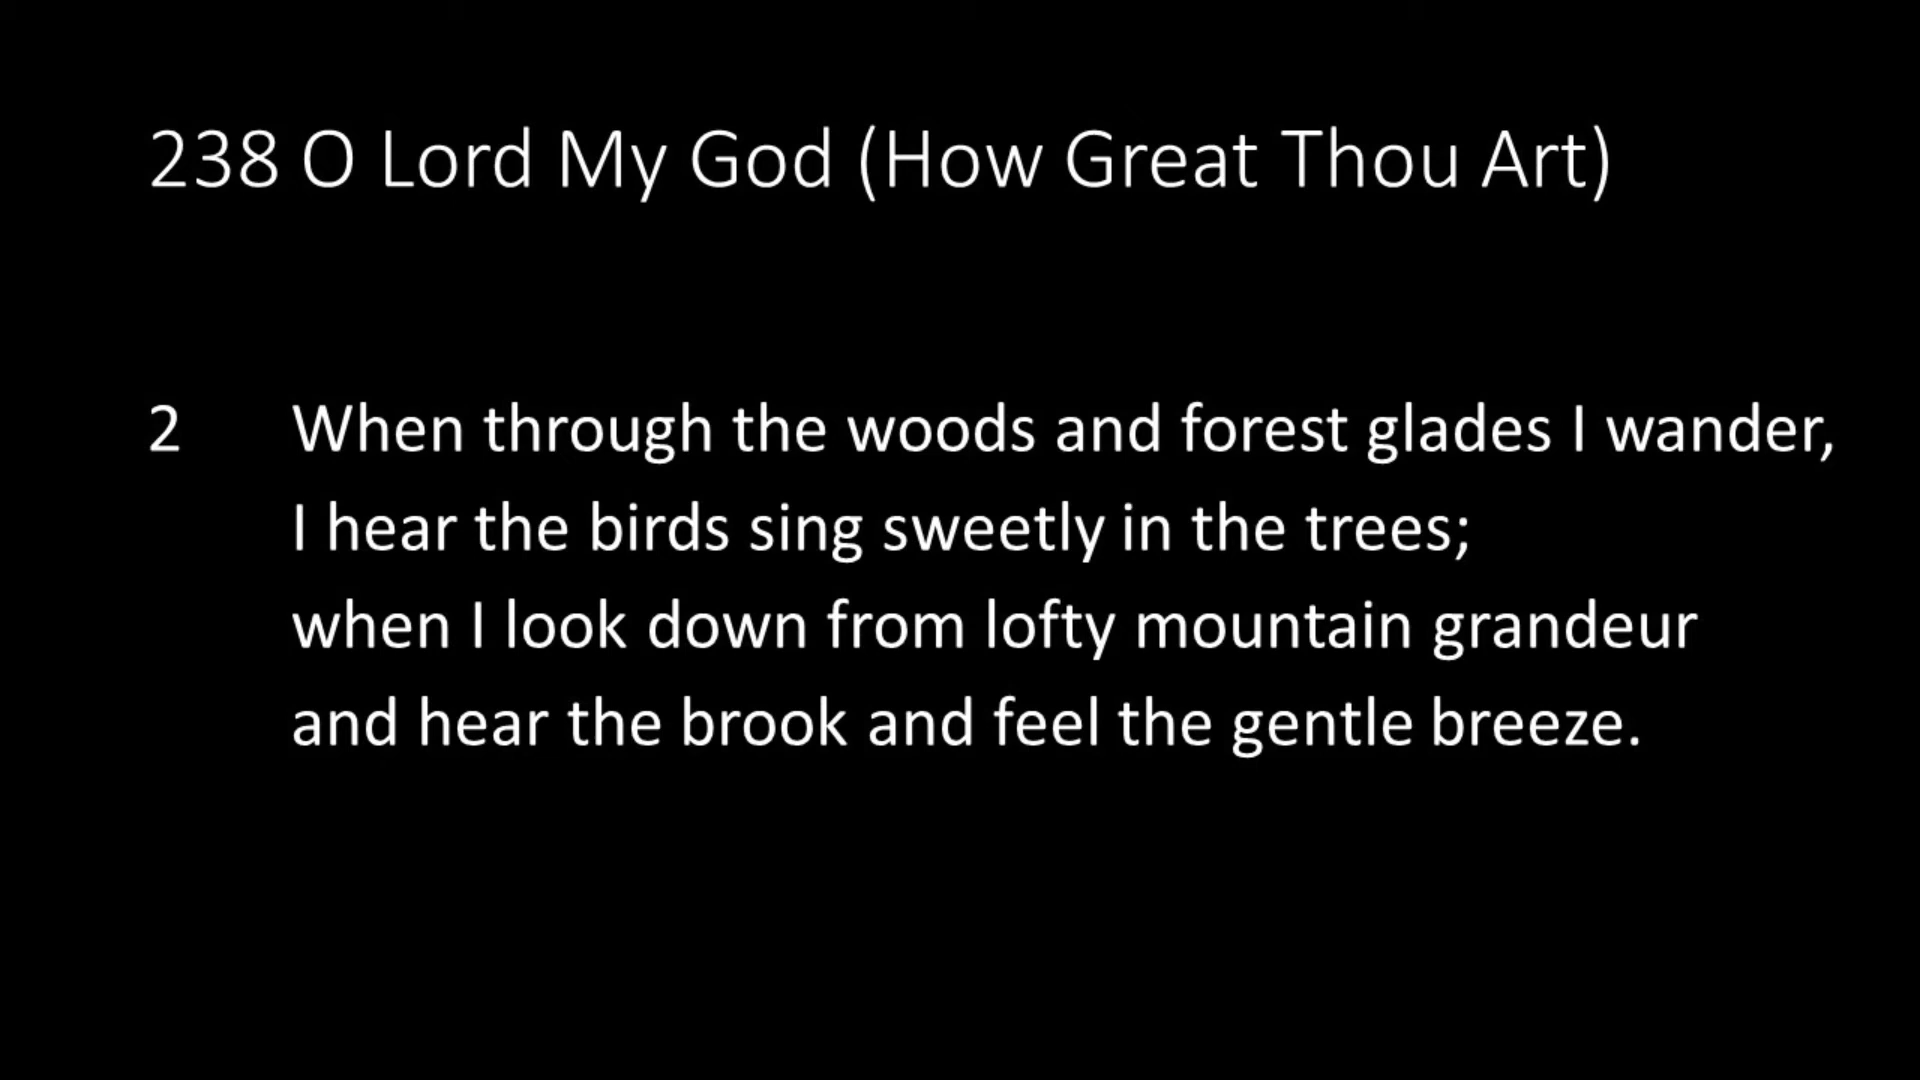 238 O Lord My God (How Great Thou Art)
2 When through the woods and forest glades I wander,
I hear the birds sing sweetly in the trees;
when I look down from lofty mountain grandeur
and hear the brook and feel the gentle breeze.